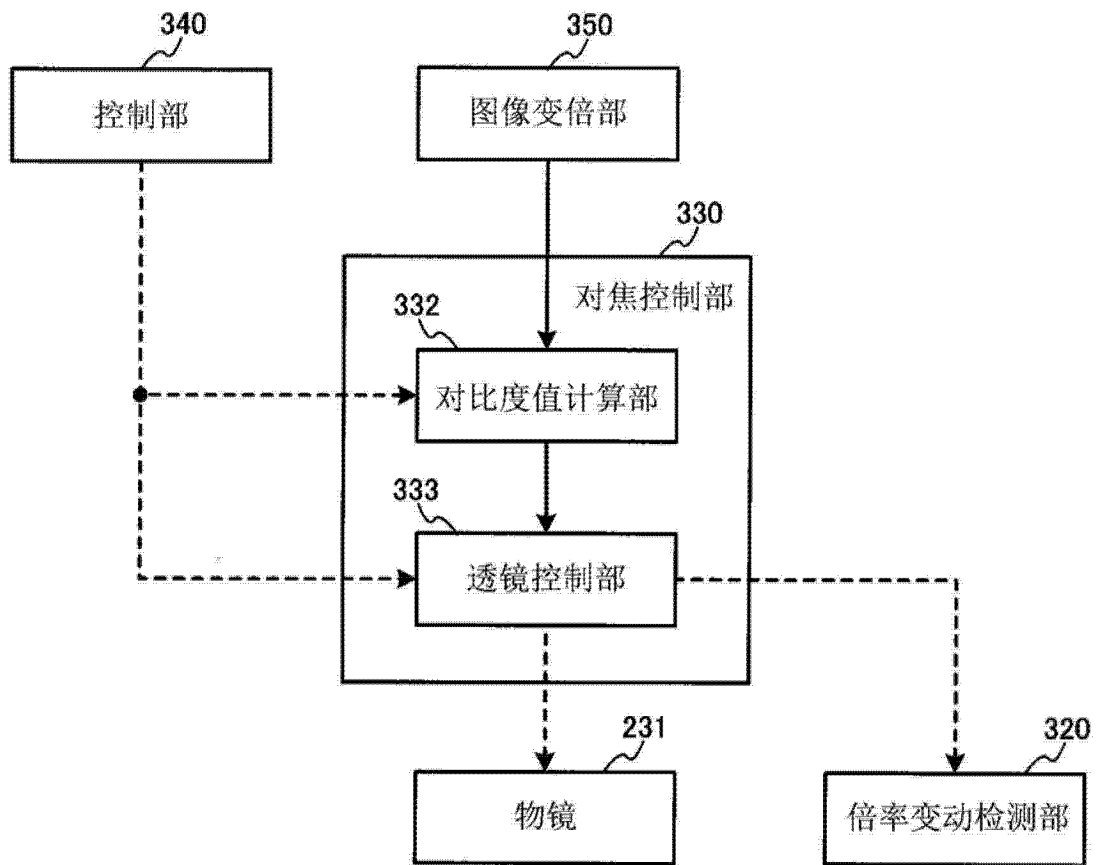 340
控制部
350
图像变倍部
330
对焦控制部
332
对比度值计算部
333
透镜控制部
231
物镜
320
倍率变动检测部